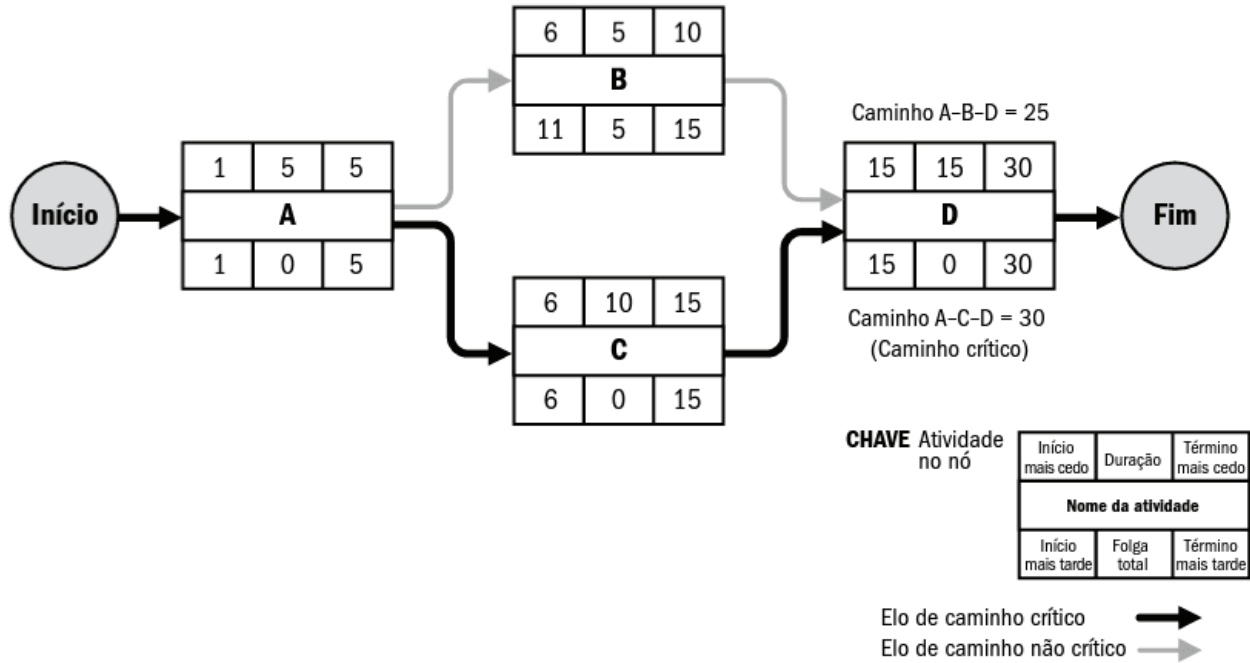 6 5 10
B
11 5 15
Caminho A–B–D = 25
Início
1 5 5
A
1 0 5
15 15 30
D
15 0 30
Fim
6 10 15
C
6 0 15
Caminho A–C–D = 30
(Caminho crítico)
CHAVE Atividade
no nó
Início
mais cedo
Duração
Término
mais cedo
Nome da atividade
Início
mais tarde
Folga
total
Término
mais tarde
Elo de caminho crítico
Elo de caminho não crítico